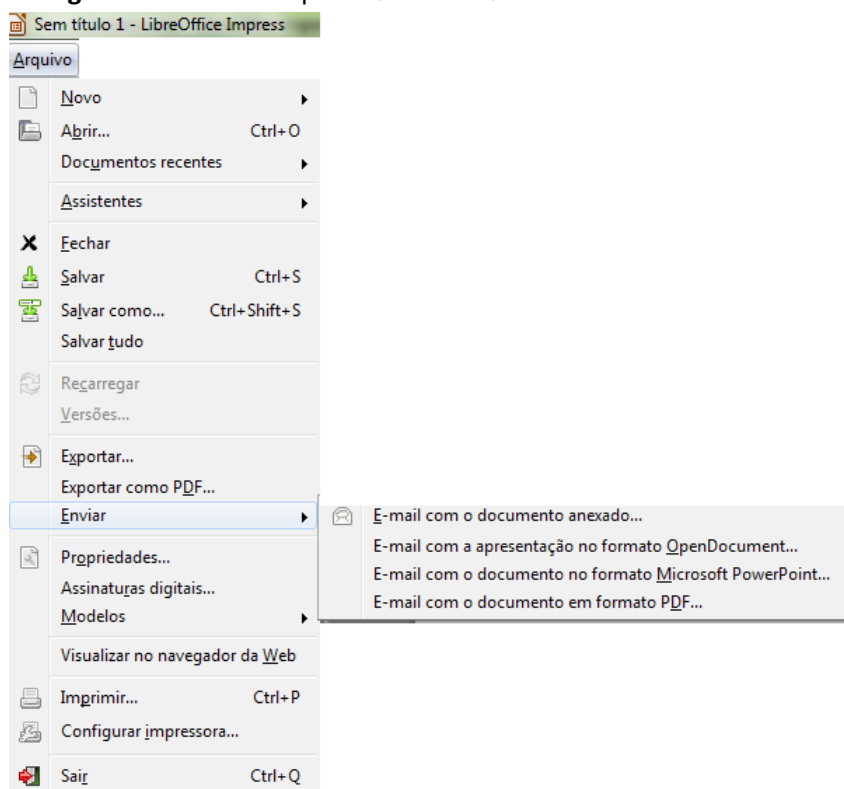 Sem título 1 - LibreOffice Impress
Arquivo
Novo
Abrir... Ctrl+O
Documentos recentes
Assistentes
Fechar
Salvar Ctrl+S
Salvar como... Ctrl+Shift+S
Salvar tudo
Recarregar
Versões...
Exportar...
Exportar como PDF...
Enviar
E-mail com o documento anexado...
E-mail com a apresentação no formato OpenDocument...
E-mail com o documento no formato Microsoft PowerPoint...
E-mail com o documento em formato PDF...
Propriedades...
Assinaturas digitais...
Modelos
Visualizar no navegador da Web
Imprimir... Ctrl+P
Configurar impressora...
Sair Ctrl+Q